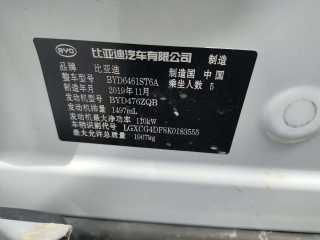 BYD 比亚迪汽车有限公司 制造
品牌 比亚迪 制造国 中国
整车型号 BYD6461ST6A 乘坐人数 5
制造年月 2019年11月
发动机型号 BYD476ZQB
发动机排量 1497mL
发动机最大净功率 110kW
车辆识别代号 LGXCG4DF8K0183555
最大允许总质量 1967kg